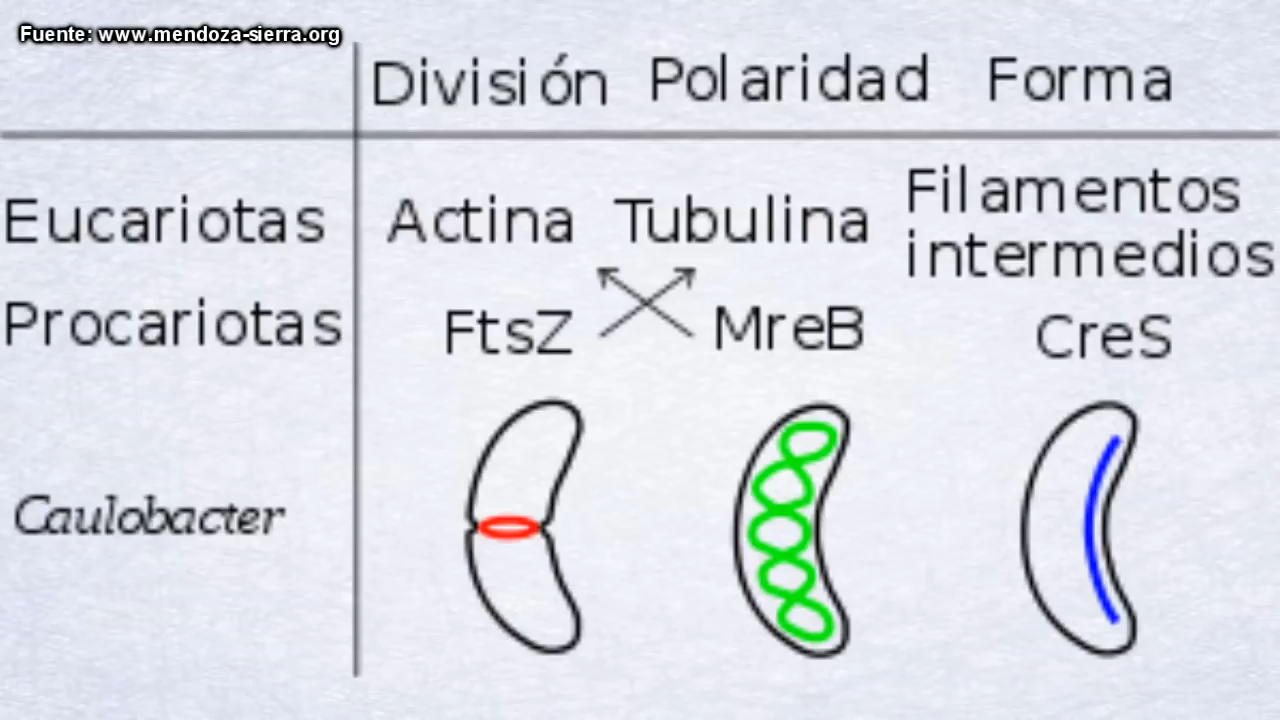 Fuente: www.mendoza-sierra.org
División Polaridad Forma
Eucariotas Actina Tubulina Filamentos intermedios
Procariotas FtsZ MreB CreS
Caulobacter